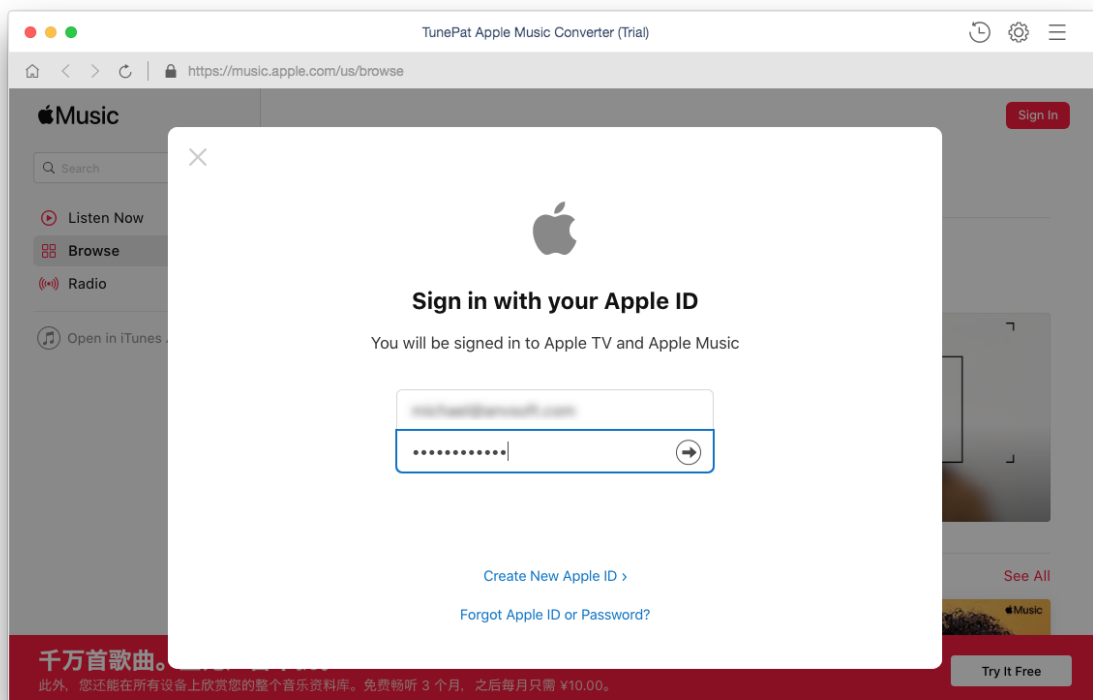 TunePat Apple Music Converter (Trial)
https://music.apple.com/us/browse
Music
Sign In
Search
Listen Now
Browse
Radio
Open in iTunes
Sign in with your Apple ID
You will be signed in to Apple TV and Apple Music
••••••••••••
Create New Apple ID ›
Forgot Apple ID or Password?
See All
Music
千万首歌曲。
此外，您还能在所有设备上欣赏您的整个音乐资料库。免费畅听 3 个月，之后每月只需 ¥10.00。
Try It Free